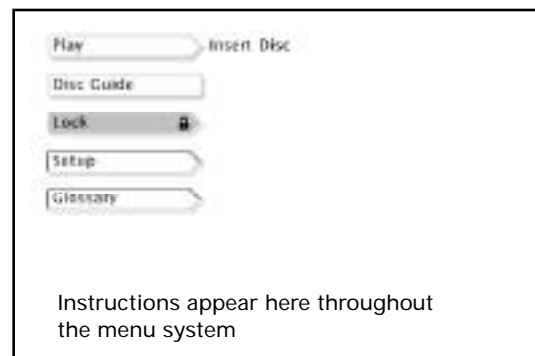 Play Insert Disc
Disc Guide
Lock
Setup
Glossary
Instructions appear here throughout
the menu system